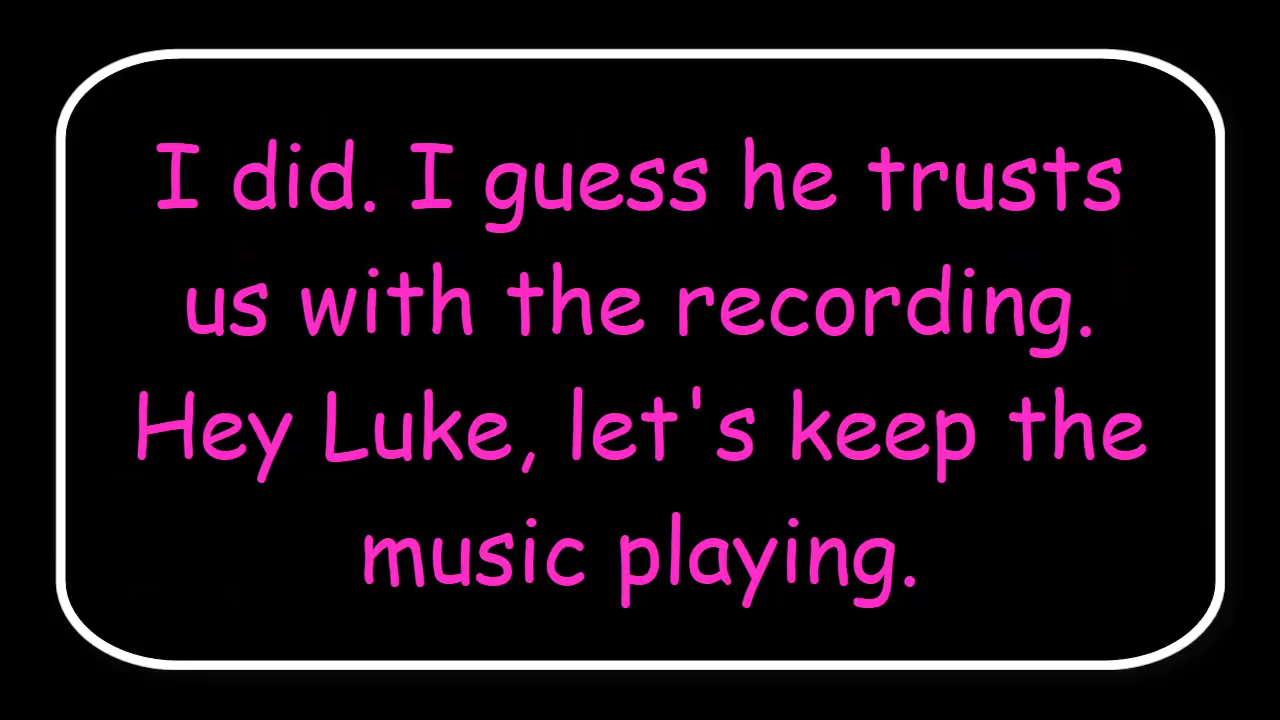 I did. I guess he trusts
us with the recording.
Hey Luke, let's keep the
music playing.